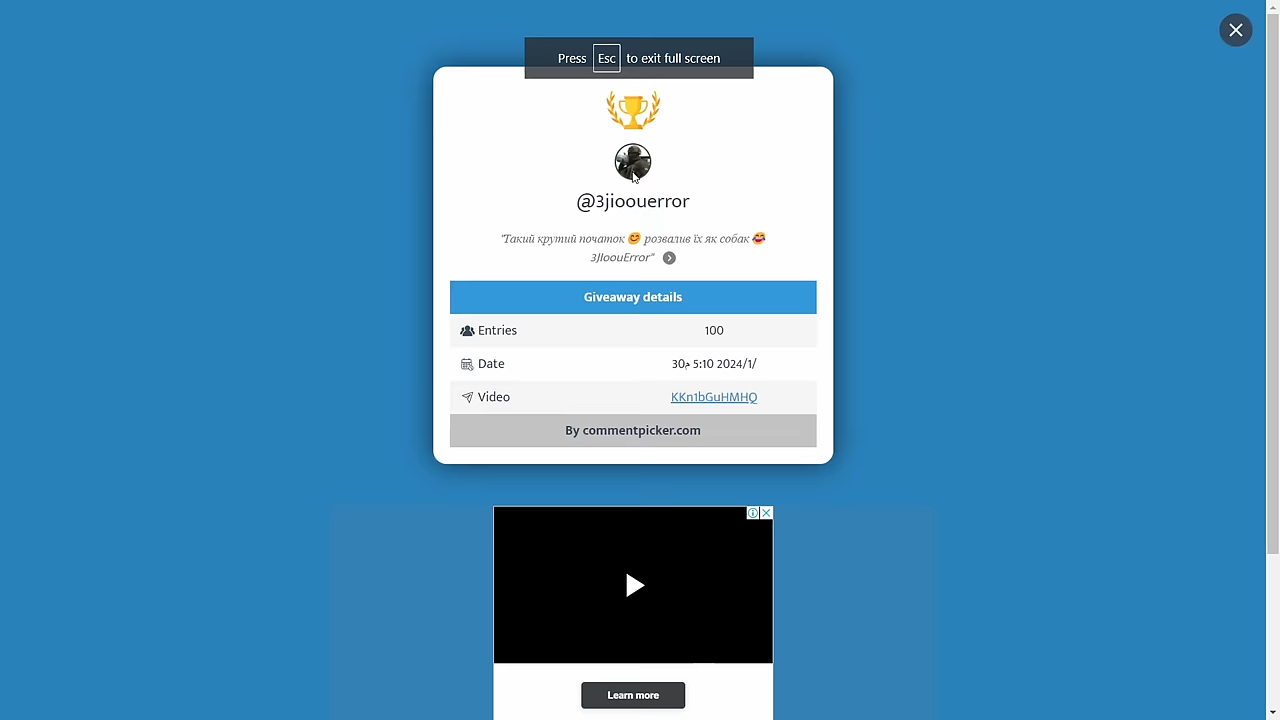 Press Esc to exit full screen
@3jioouerror
"Такий крутий початок 😊 розвалив їх як собак 😂
3JIoouError"
Giveaway details
Entries 100
Date 30م 5:10 2024/1/
Video KKn1bGuHMHQ
By commentpicker.com
Learn more